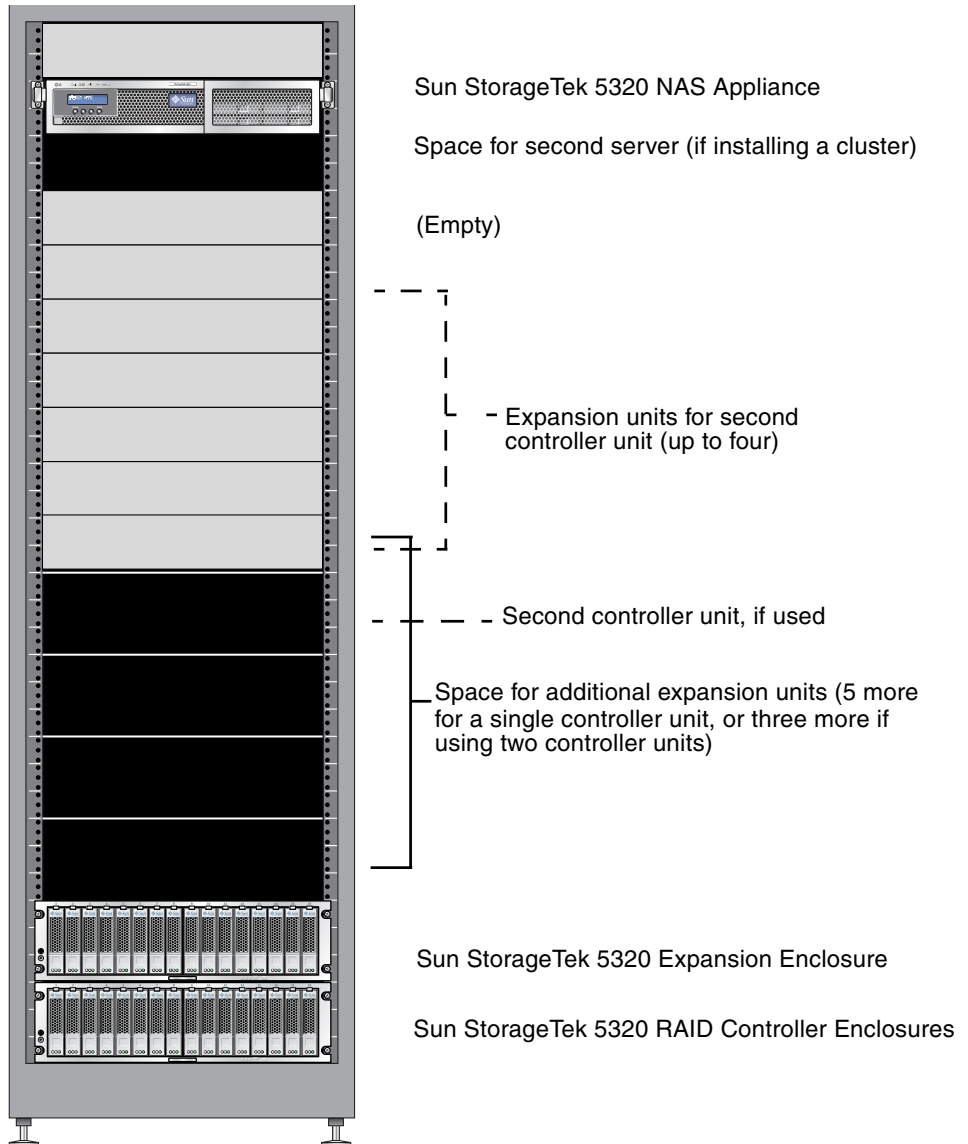 Sun StorageTek 5320 NAS Appliance
Sun
Space for second server (if installing a cluster)
(Empty)
Expansion units for second
controller unit (up to four)
Second controller unit, if used
Space for additional expansion units (5 more
for a single controller unit, or three more if
using two controller units)
Sun StorageTek 5320 Expansion Enclosure
Sun StorageTek 5320 RAID Controller Enclosures